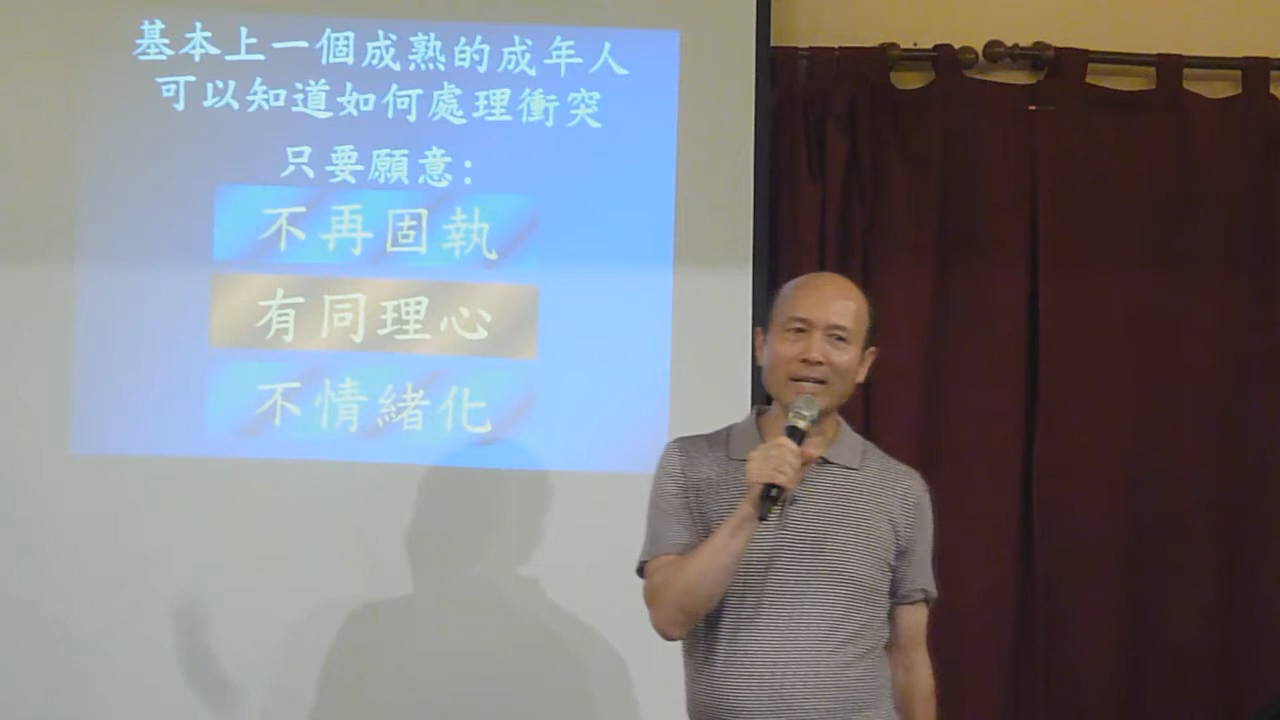 基本上一個成熟的成年人
可以知道如何處理衝突
只要願意:
不再固執
有同理心
不情緒化